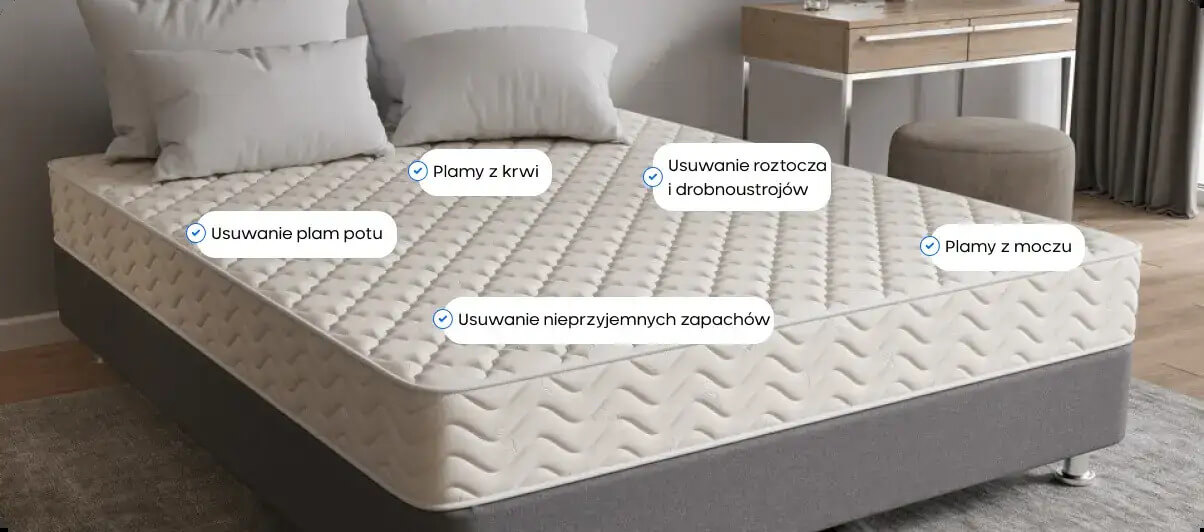 Plamy z krwi
Usuwanie roztocza
i drobnoustrojów
Usuwanie plam potu
Plamy z moczu
Usuwanie nieprzyjemnych zapachów